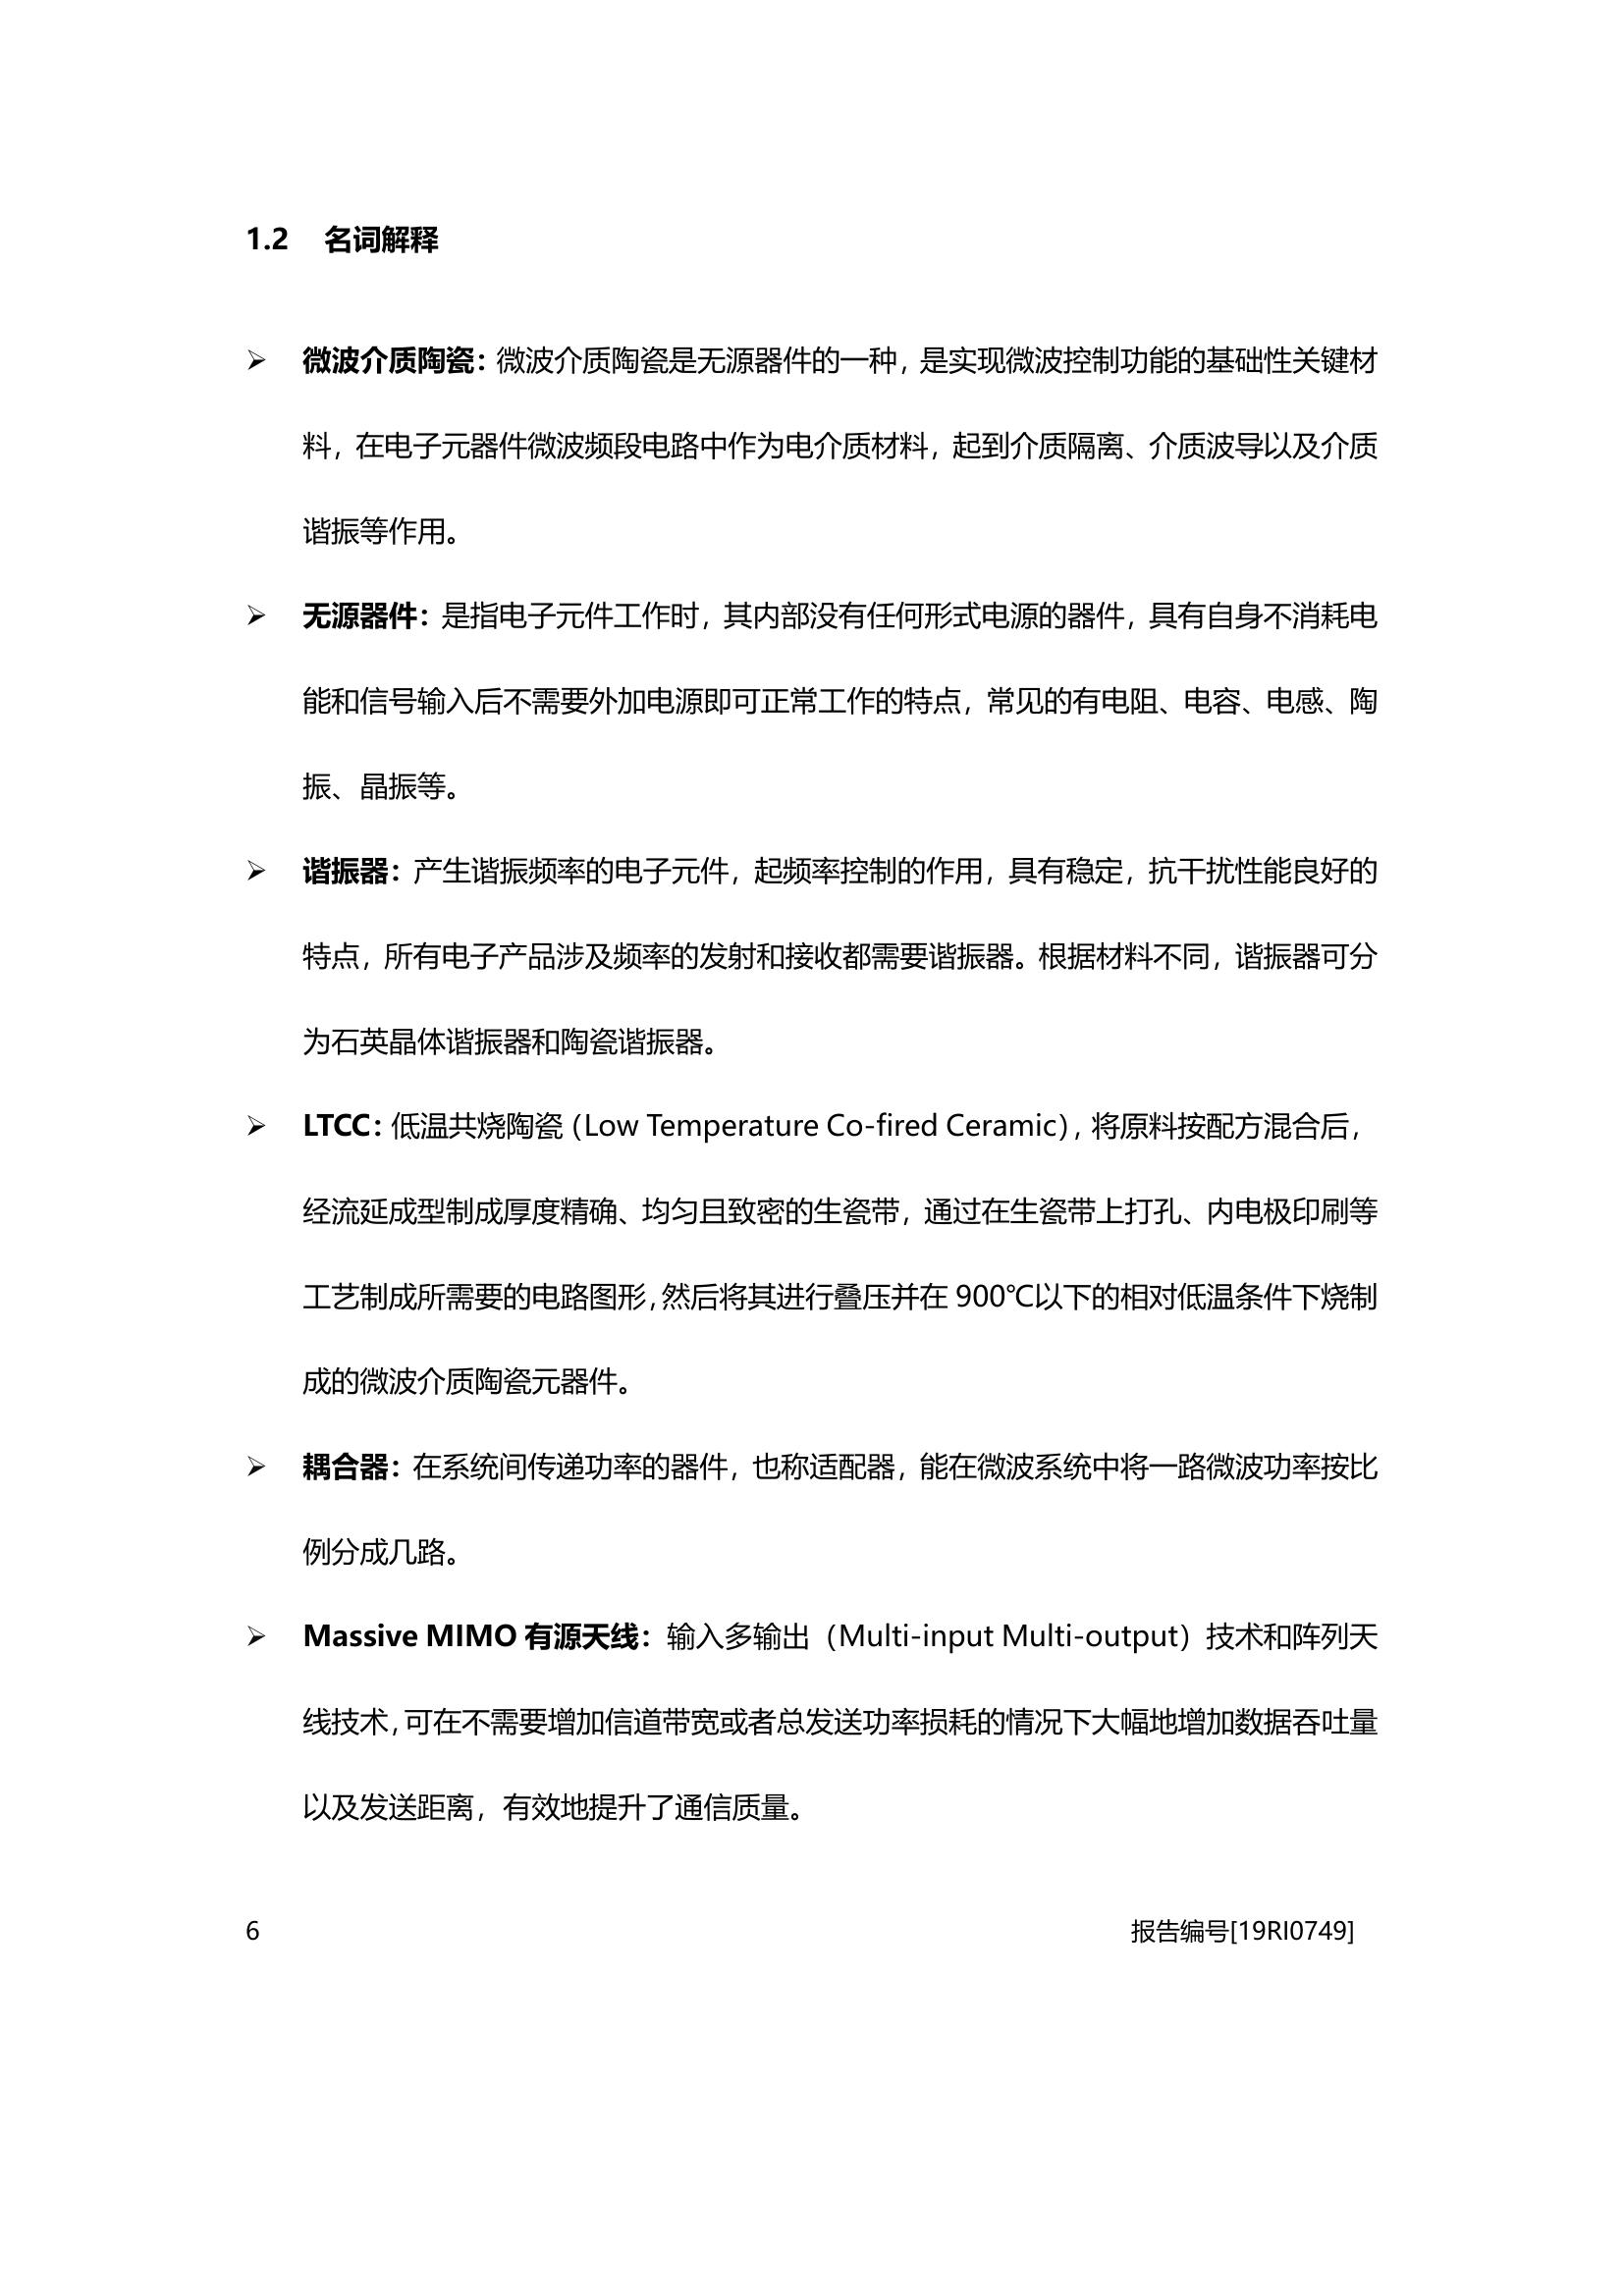 1.2 名词解释
➢ 微波介质陶瓷：微波介质陶瓷是无源器件的一种，是实现微波控制功能的基础性关键材
料，在电子元器件微波频段电路中作为电介质材料，起到介质隔离、介质波导以及介质
谐振等作用。
➢ 无源器件：是指电子元件工作时，其内部没有任何形式电源的器件，具有自身不消耗电
能和信号输入后不需要外加电源即可正常工作的特点，常见的有电阻、电容、电感、陶
振、晶振等。
➢ 谐振器：产生谐振频率的电子元件，起频率控制的作用，具有稳定，抗干扰性能良好的
特点，所有电子产品涉及频率的发射和接收都需要谐振器。根据材料不同，谐振器可分
为石英晶体谐振器和陶瓷谐振器。
➢ LTCC：低温共烧陶瓷（Low Temperature Co-fired Ceramic），将原料按配方混合后，
经流延成型制成厚度精确、均匀且致密的生瓷带，通过在生瓷带上打孔、内电极印刷等
工艺制成所需要的电路图形，然后将其进行叠压并在 900℃以下的相对低温条件下烧制
成的微波介质陶瓷元器件。
➢ 耦合器：在系统间传递功率的器件，也称适配器，能在微波系统中将一路微波功率按比
例分成几路。
➢ Massive MIMO 有源天线：输入多输出（Multi-input Multi-output）技术和阵列天
线技术，可在不需要增加信道带宽或者总发送功率损耗的情况下大幅地增加数据吞吐量
以及发送距离，有效地提升了通信质量。
6 报告编号[19RI0749]